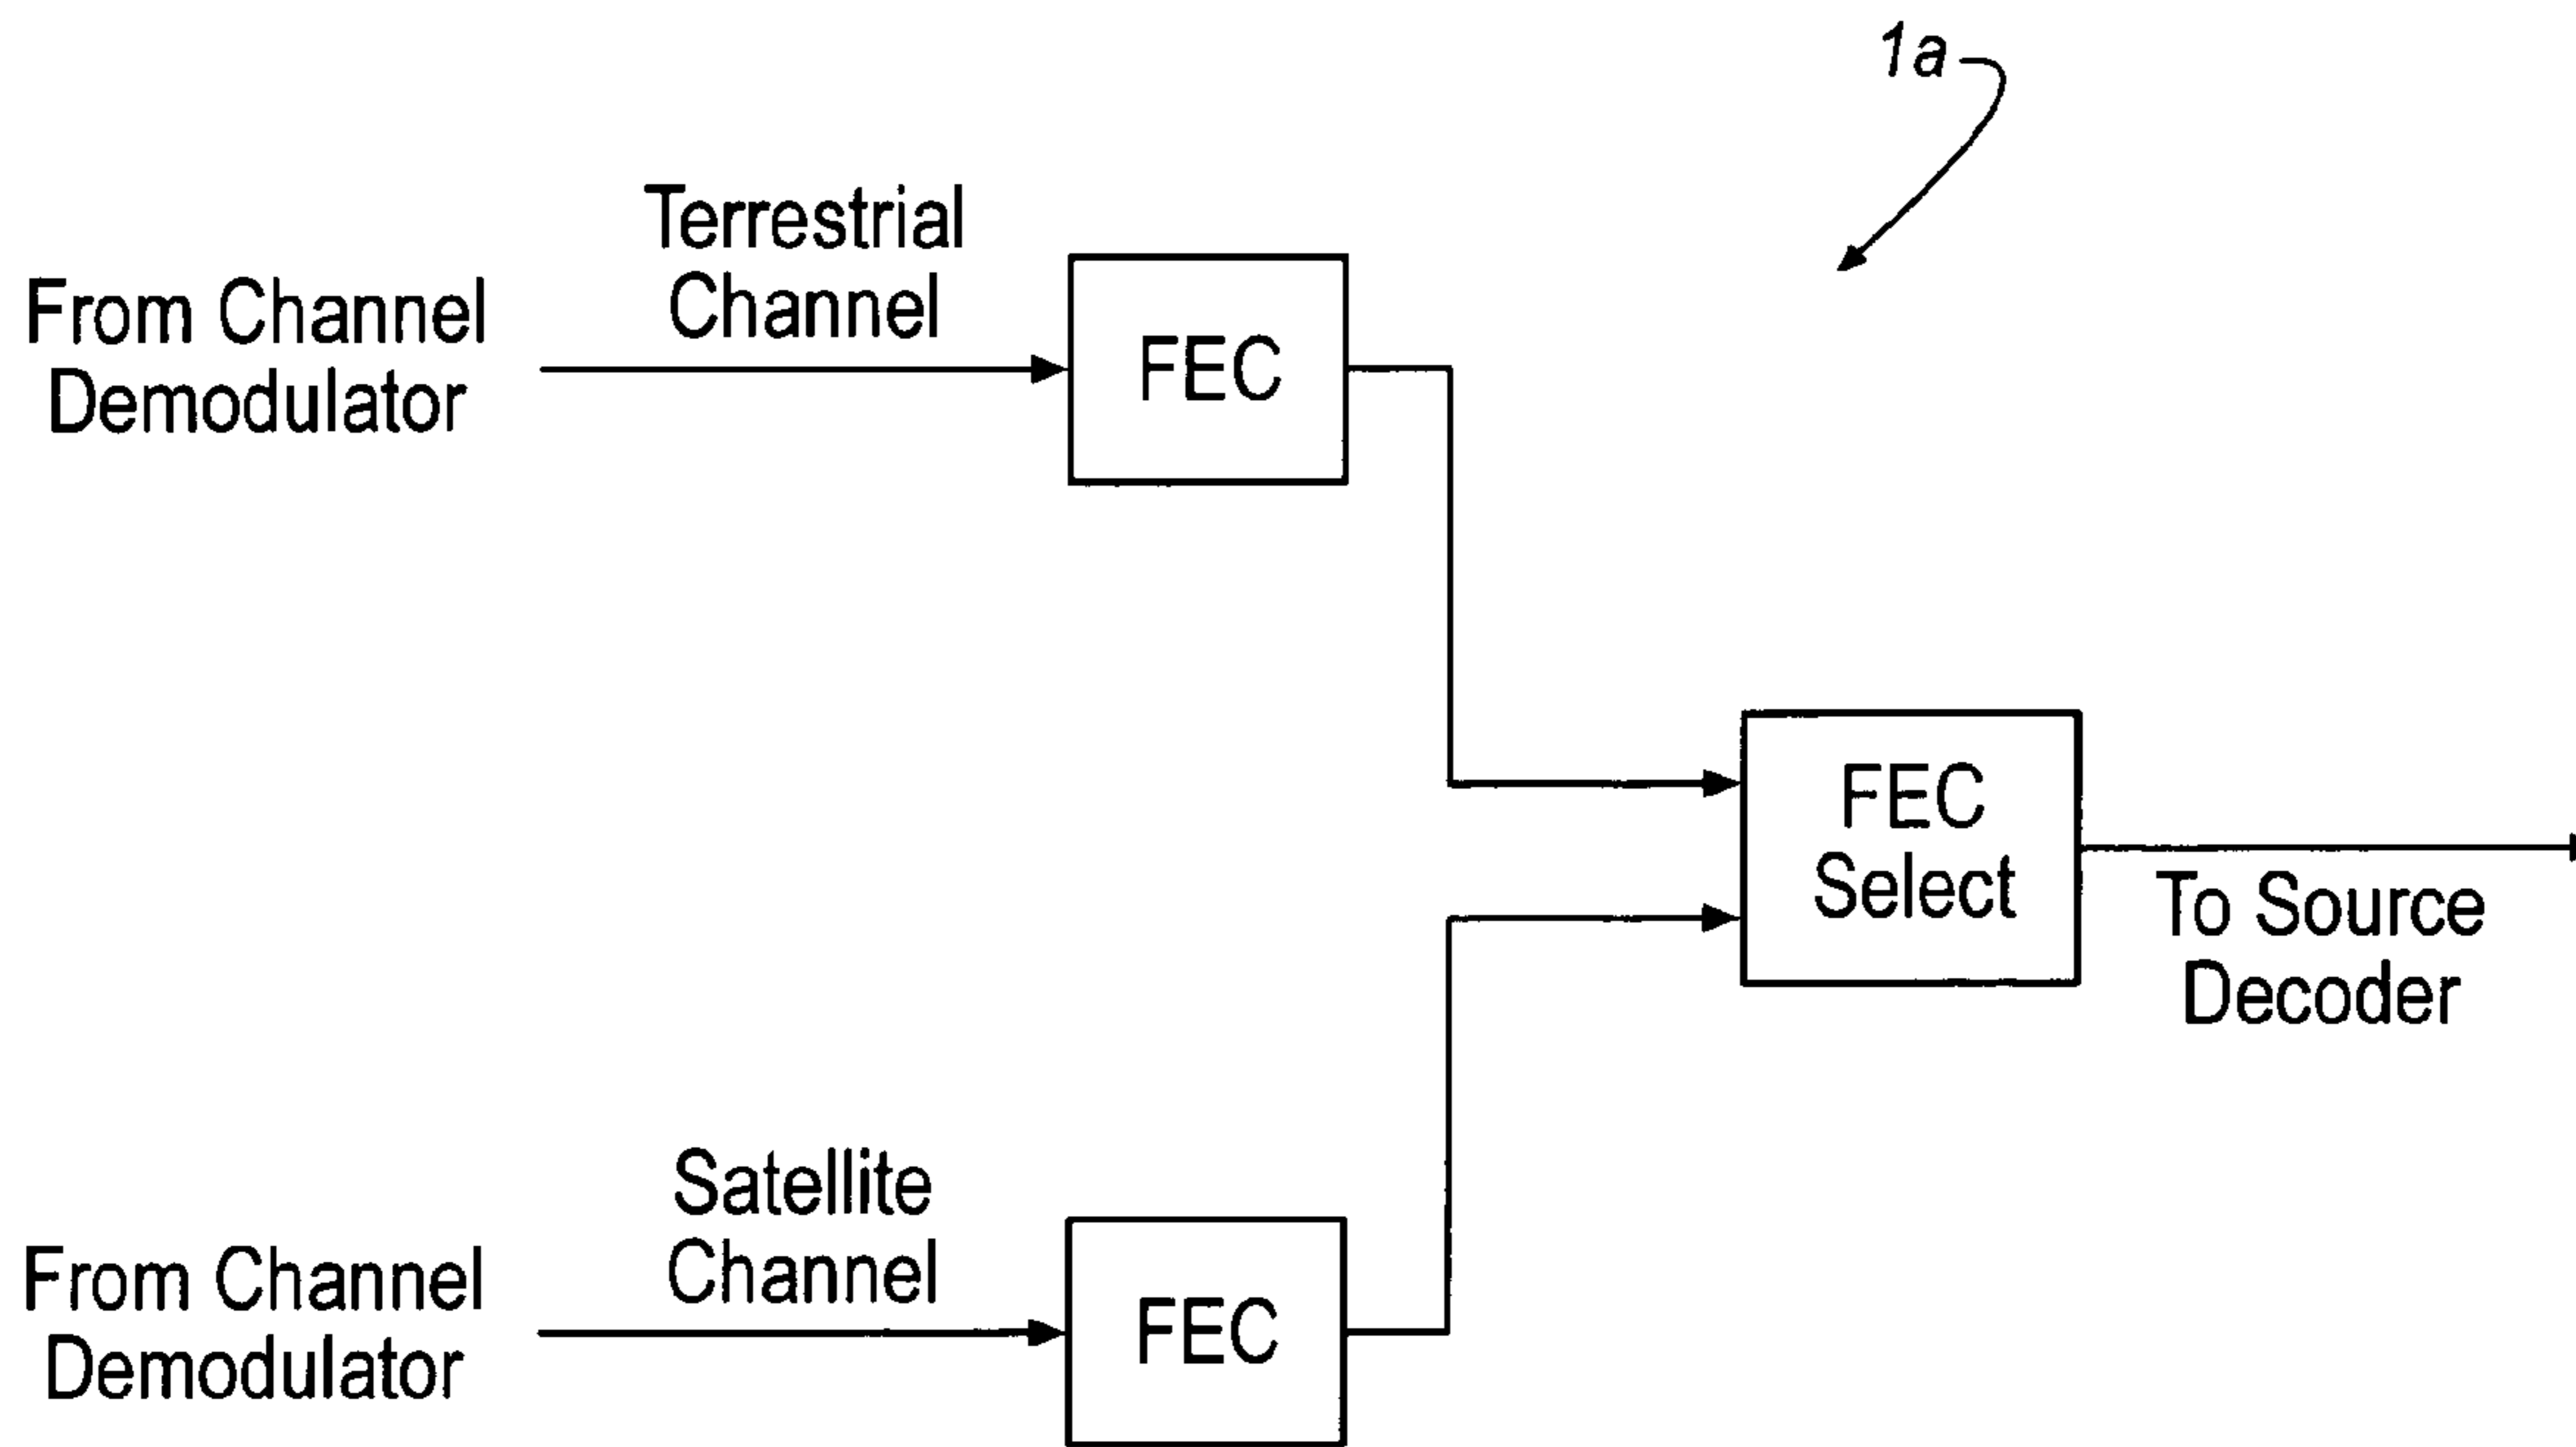 1a
Terrestrial
Channel
From Channel
Demodulator
FEC
FEC
Select
To Source
Decoder
Satellite
Channel
From Channel
Demodulator
FEC